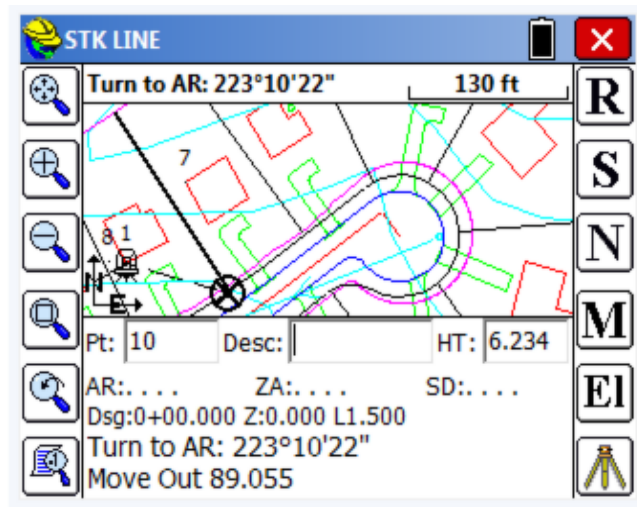 STK LINE
Turn to AR: 223°10'22" 130 ft
R
7
S
8 1
N
N
E
M
Pt: 10 Desc: HT: 6.234
AR:. . . . ZA:. . . . SD:. . . .
El
Dsg:0+00.000 Z:0.000 L1.500
Turn to AR: 223°10'22"
Move Out 89.055